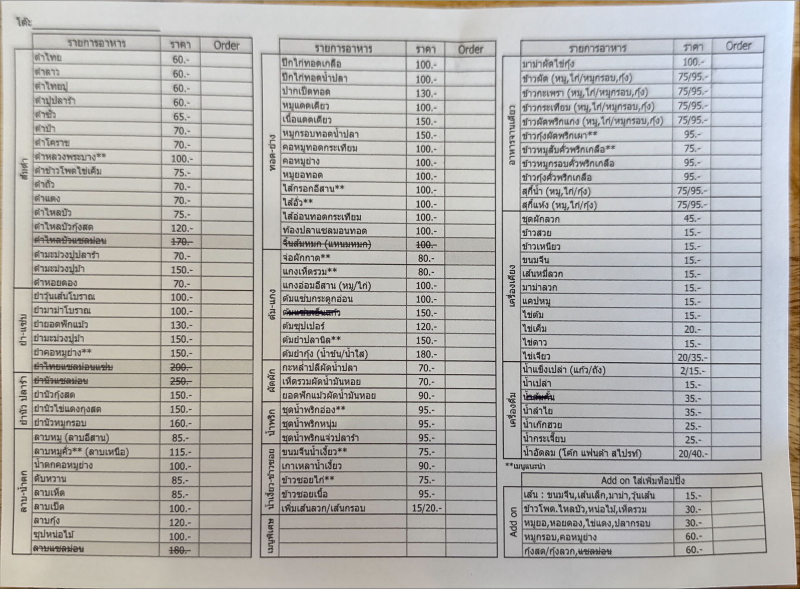 โต๊ะ
รายการอาหาร ราคา Order
ส้มตำ
ตำไทย 60.-
ตำลาว 60.-
ตำไทยปู 60.-
ตำปูปลาร้า 60.-
ตำซั่ว 65.-
ตำป่า 70.-
ตำโคราช 70.-
ตำหลวงพระบาง** 100.-
ตำข้าวโพดไข่เค็ม 75.-
ตำถั่ว 70.-
ตำแตง 70.-
ตำไหลบัว 75.-
ตำไหลบัวกุ้งสด 120.-
ตำไหลบัวแซลม่อน 170.-
ตำมะม่วงปูปลาร้า 70.-
ตำมะม่วงปูม้า 150.-
ตำหอยดอง 70.-
ยำ-แซ่บ
ยำวุ้นเส้นโบราณ 100.-
ยำมาม่าโบราณ 100.-
ยำยอดฟักแม้ว 130.-
ยำมะม่วงปูม้า 150.-
ยำคอหมูย่าง** 150.-
ยำไทยแซลม่อนแซ่บ 200.-
ยำนัว ปลาร้า
ยำนัวแซลม่อน 250.-
ยำนัวกุ้งสด 150.-
ยำนัวไข่แดงกุ้งสด 150.-
ยำนัวหมูกรอบ 160.-
ลาบ-น้ำตก
ลาบหมู (ลาบอีสาน) 85.-
ลาบหมูคั่ว** (ลาบเหนือ) 115.-
น้ำตกคอหมูย่าง 100.-
ตับหวาน 85.-
ลาบเห็ด 85.-
ลาบเป็ด 100.-
ลาบกุ้ง 120.-
ซุปหน่อไม้ 100.-
ลาบแซลม่อน 180.-
รายการอาหาร ราคา Order
ทอด-ย่าง
ปีกไก่ทอดเกลือ 100.-
ปีกไก่ทอดน้ำปลา 100.-
ปากเป็ดทอด 130.-
หมูแดดเดียว 100.-
เนื้อแดดเดียว 150.-
หมูกรอบทอดน้ำปลา 150.-
คอหมูทอดกระเทียม 100.-
คอหมูย่าง 100.-
หมูยอทอด 100.-
ไส้กรอกอีสาน** 100.-
ไส้อั่ว** 100.-
ไส้อ่อนทอดกระเทียม 100.-
ท้องปลาแซลมอนทอด 100.-
จิ้นส้มหมก (แหนมหมก) 100.-
ต้ม-แกง
จอผักกาด** 80.-
แกงเห็ดรวม** 80.-
แกงอ่อมอีสาน (หมู/ไก่) 100.-
ต้มแซ่บกระดูกอ่อน 100.-
150.-
ต้มซุปเปอร์ 120.-
ต้มยำปลานิล** 150.-
ต้มยำกุ้ง (น้ำข้น/น้ำใส) 180.-
ผัดผัก
กะหล่ำปลีผัดน้ำปลา 70.-
เห็ดรวมผัดน้ำมันหอย 70.-
ยอดฟักแม้วผัดน้ำมันหอย 90.-
น้ำพริก
ชุดน้ำพริกอ่อง** 95.-
ชุดน้ำพริกหนุ่ม 95.-
ชุดน้ำพริกแจ่วปลาร้า 95.-
น้ำเงี้ยว-ข้าวซอย
ขนมจีนน้ำเงี้ยว** 75.-
เกาเหลาน้ำเงี้ยว 90.-
ข้าวซอยไก่** 75.-
ข้าวซอยเนื้อ 95.-
เพิ่มเส้นลวก/เส้นกรอบ 15/20.-
เมนูพิเศษ
รายการอาหาร ราคา Order
อาหารจานเดียว
มาม่าผัดไข่กุ้ง 100.-
ข้าวผัด (หมู,ไก่/หมูกรอบ,กุ้ง) 75/95.-
ข้าวกะเพรา (หมู,ไก่/หมูกรอบ,กุ้ง) 75/95.-
ข้าวกระเทียม (หมู,ไก่/หมูกรอบ,กุ้ง) 75/95.-
ข้าวผัดพริกแกง (หมู,ไก่/หมูกรอบ,กุ้ง) 75/95.-
ข้าวกุ้งผัดพริกเผา** 95.-
ข้าวหมูสับคั่วพริกเกลือ** 75.-
ข้าวหมูกรอบคั่วพริกเกลือ 95.-
ข้าวกุ้งคั่วพริกเกลือ 95.-
สุกี้น้ำ (หมู,ไก่/กุ้ง) 75/95.-
สุกี้แห้ง (หมู,ไก่/กุ้ง) 75/95.-
เครื่องเคียง
ชุดผักลวก 45.-
ข้าวสวย 15.-
ข้าวเหนียว 15.-
ขนมจีน 15.-
เส้นหมี่ลวก 15.-
มาม่าลวก 15.-
แคปหมู 15.-
ไข่ต้ม 15.-
ไข่เค็ม 20.-
ไข่ดาว 15.-
ไข่เจียว 20/35.-
เครื่องดื่ม
น้ำแข็งเปล่า (แก้ว/ถัง) 2/15.-
น้ำเปล่า 15.-
35.-
น้ำลำไย 35.-
น้ำเก๊กฮวย 25.-
น้ำกระเจี๊ยบ 25.-
น้ำอัดลม (โค้ก แฟนต้า สไปรท์) 20/40.-
**เมนูแนะนำ
Add on ใส่เพิ่มท๊อปปิ้ง
Add on
เส้น : ขนมจีน,เส้นเล็ก,มาม่า,วุ้นเส้น 15.-
ข้าวโพด,ไหลบัว,หน่อไม้,เห็ดรวม 30.-
หมูยอ,หอยดอง,ไข่แดง,ปลากรอบ 30.-
หมูกรอบ,คอหมูย่าง 60.-
กุ้งสด/กุ้งลวก,แซลม่อน 60.-